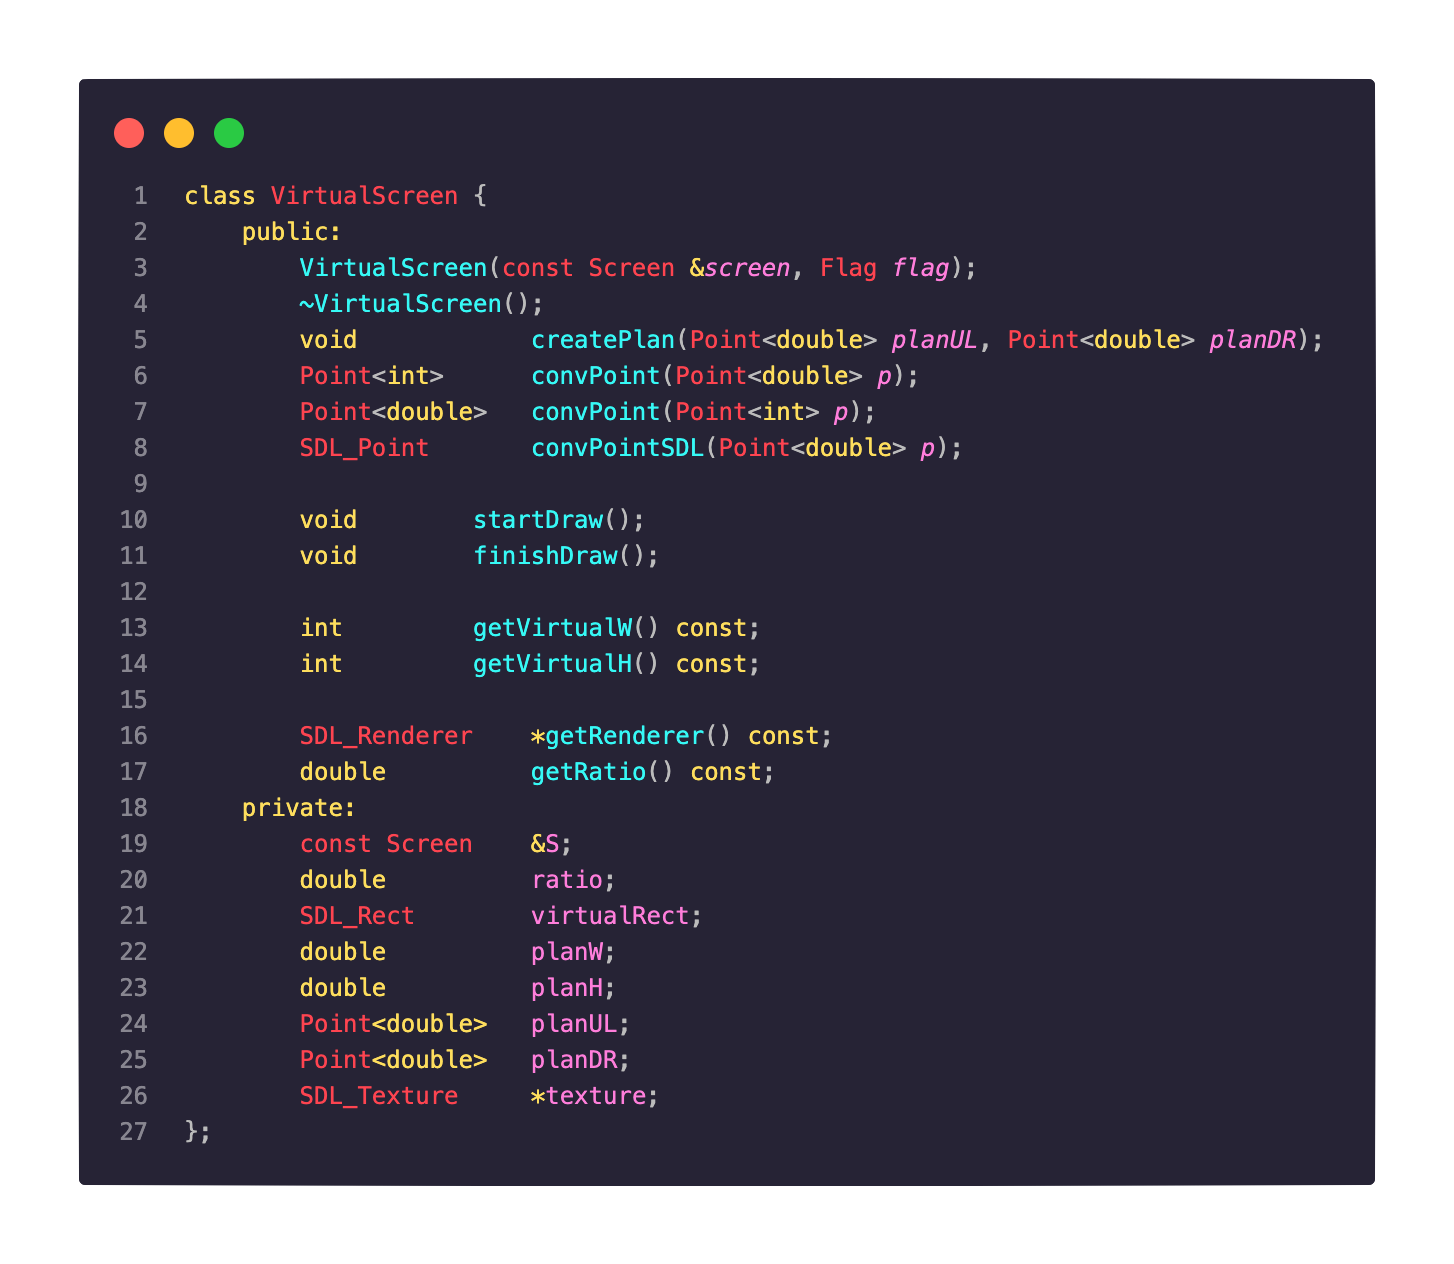 1 class VirtualScreen {
2     public:
3         VirtualScreen(const Screen &screen, Flag flag);
4         ~VirtualScreen();
5         void            createPlan(Point<double> planUL, Point<double> planDR);
6         Point<int>      convPoint(Point<double> p);
7         Point<double>   convPoint(Point<int> p);
8         SDL_Point       convPointSDL(Point<double> p);
9
10         void        startDraw();
11         void        finishDraw();
12
13         int         getVirtualW() const;
14         int         getVirtualH() const;
15
16         SDL_Renderer    *getRenderer() const;
17         double          getRatio() const;
18     private:
19         const Screen    &S;
20         double          ratio;
21         SDL_Rect        virtualRect;
22         double          planW;
23         double          planH;
24         Point<double>   planUL;
25         Point<double>   planDR;
26         SDL_Texture     *texture;
27 };